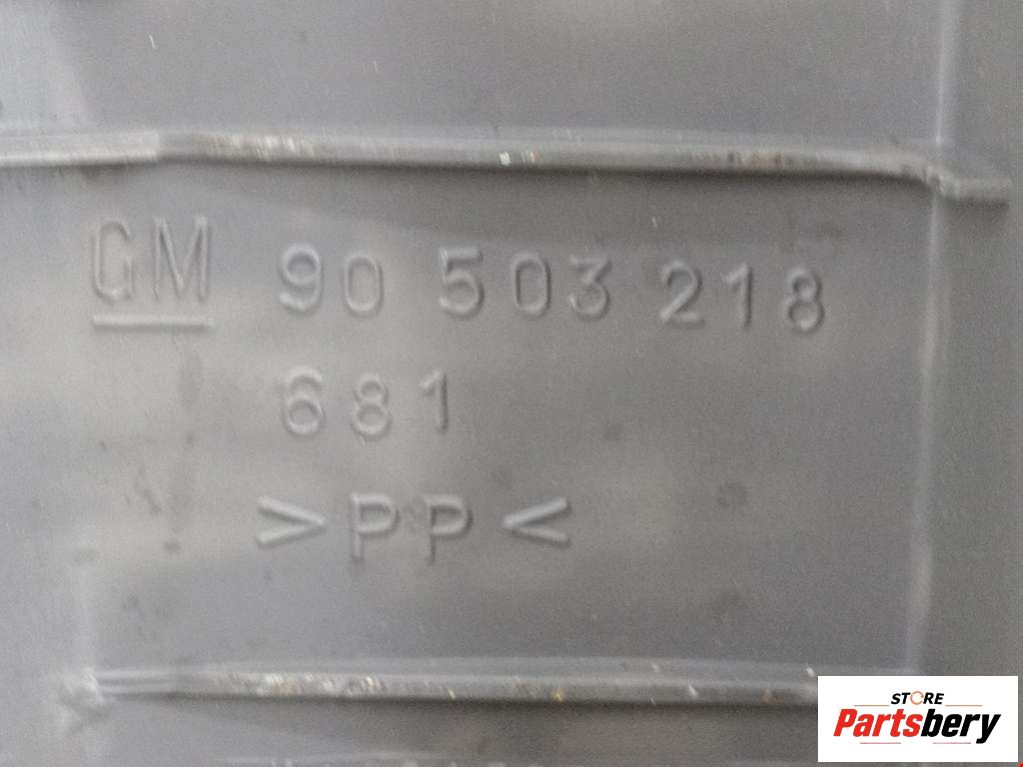 GM 90 503 218
681
>PP<
STORE
Partsbery